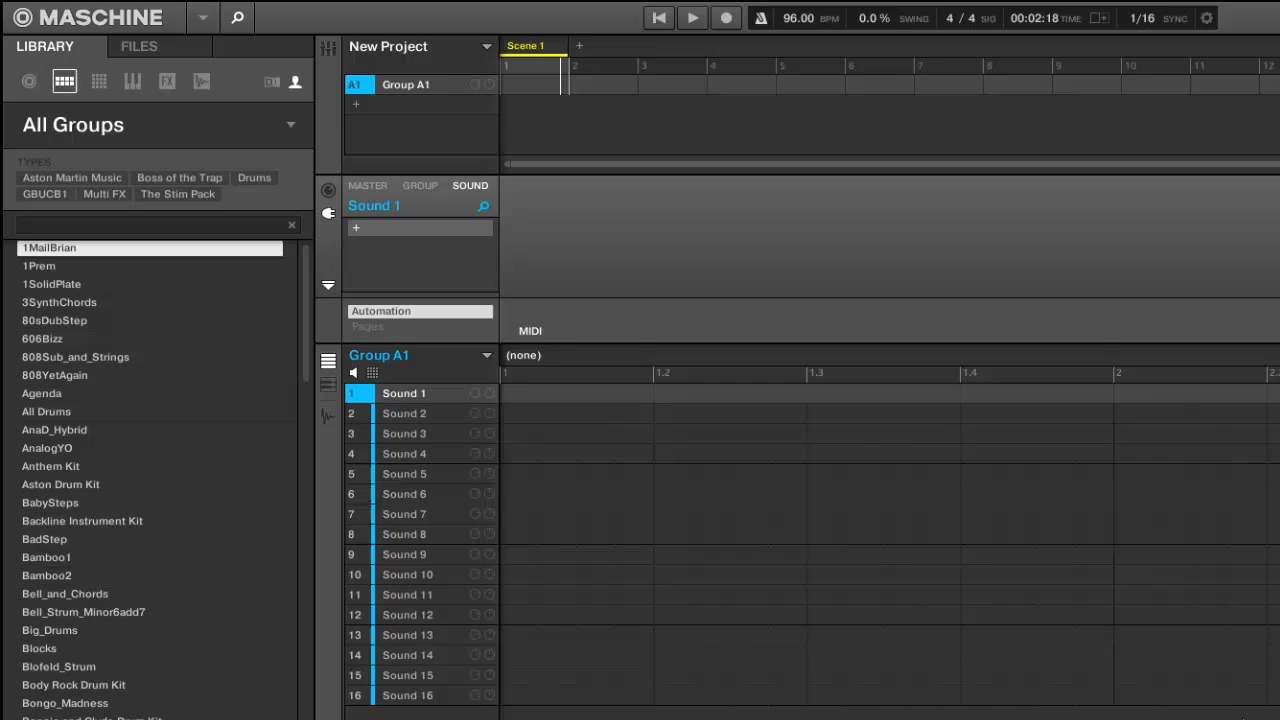 MASCHINE
96.00 BPM 0.0% SWING 4 / 4 SIG 00:02:18 TIME 1/16 SYNC
LIBRARY FILES
FX
All Groups
TYPES
Aston Martin Music Boss of the Trap Drums
GBUCB1 Multi FX The Stim Pack
1MailBrian
1Prem
1SolidPlate
3SynthChords
80sDubStep
606Bizz
808Sub_and_Strings
808YetAgain
Agenda
All Drums
AnaD_Hybrid
AnalogYO
Anthem Kit
Aston Drum Kit
BabySteps
Backline Instrument Kit
BadStep
Bamboo1
Bamboo2
Bell_and_Chords
Bell_Strum_Minor6add7
Big_Drums
Blocks
Blofeld_Strum
Body Rock Drum Kit
Bongo_Madness
New Project
Scene 1 +
1 2 3 4 5 6 7 8 9 10 11 12
A1 Group A1
+
MASTER GROUP SOUND
Sound 1
+
Automation
Pages
MIDI
Group A1
(none)
1 1.2 1.3 1.4 2
1 Sound 1
2 Sound 2
3 Sound 3
4 Sound 4
5 Sound 5
6 Sound 6
7 Sound 7
8 Sound 8
9 Sound 9
10 Sound 10
11 Sound 11
12 Sound 12
13 Sound 13
14 Sound 14
15 Sound 15
16 Sound 16